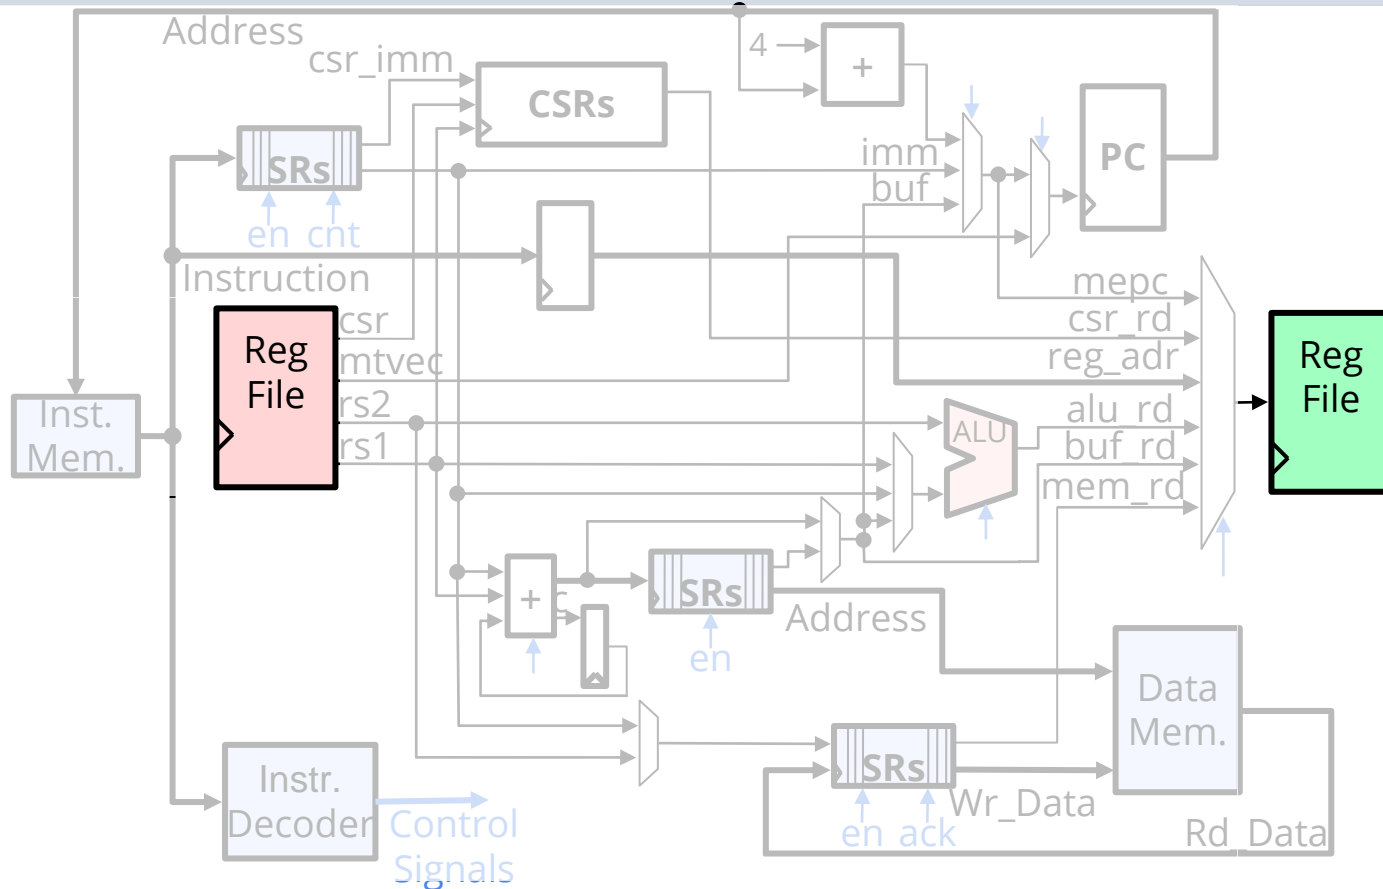 Address
4
+
csr_imm
CSRs
PC
imm
SRs
buf
en cnt
Instruction
mepc
csr
csr_rd
Reg
File
mtvec
reg_adr
Reg
File
rs2
alu_rd
Inst.
Mem.
ALU
rs1
buf_rd
mem_rd
+
c
SRs
Address
en
Data
Mem.
Instr.
Decoder
SRs
Wr_Data
Control
Signals
en ack
Rd_Data